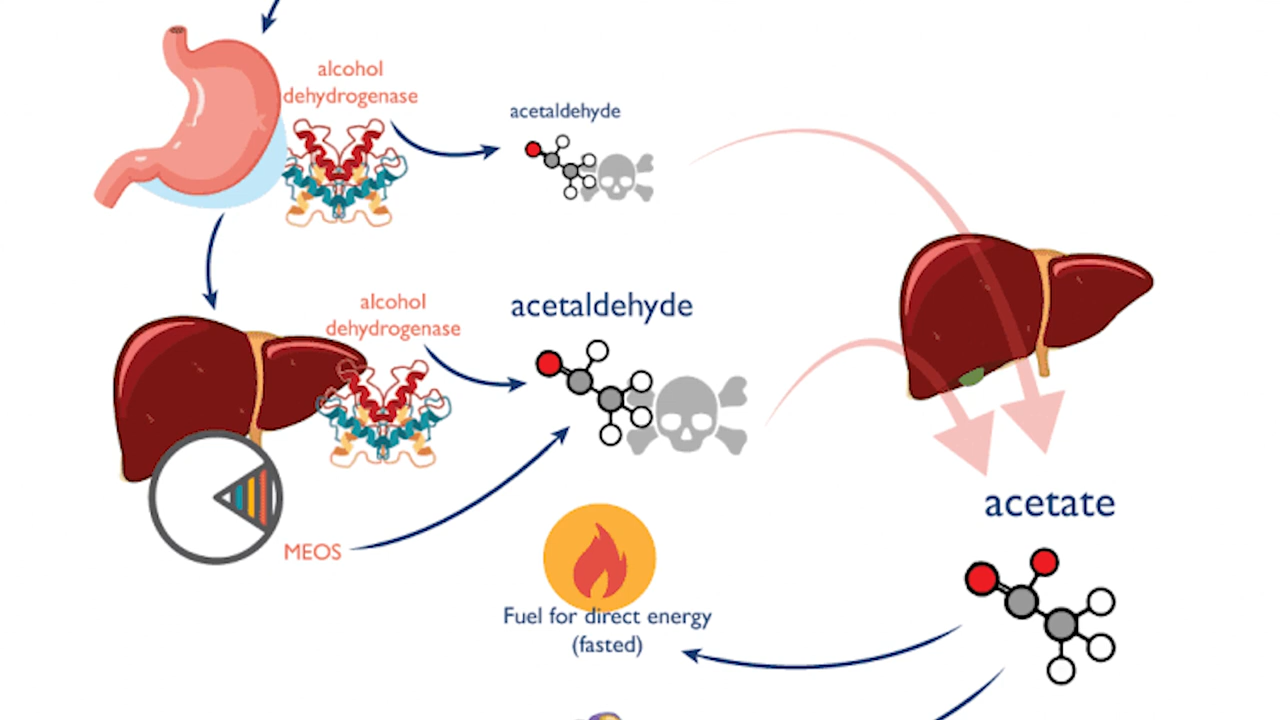 alcohol
dehydrogenase
acetaldehyde
alcohol
dehydrogenase
acetaldehyde
MEOS
acetate
Fuel for direct energy
(fasted)